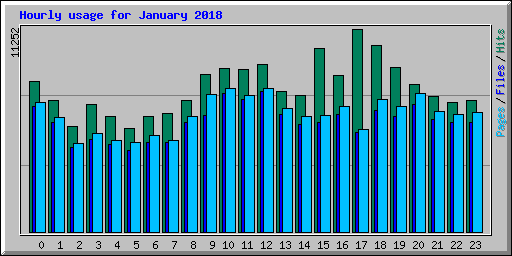 Hourly usage for January 2018
11252
Pages / Files / Hits
0 1 2 3 4 5 6 7 8 9 10 11 12 13 14 15 16 17 18 19 20 21 22 23